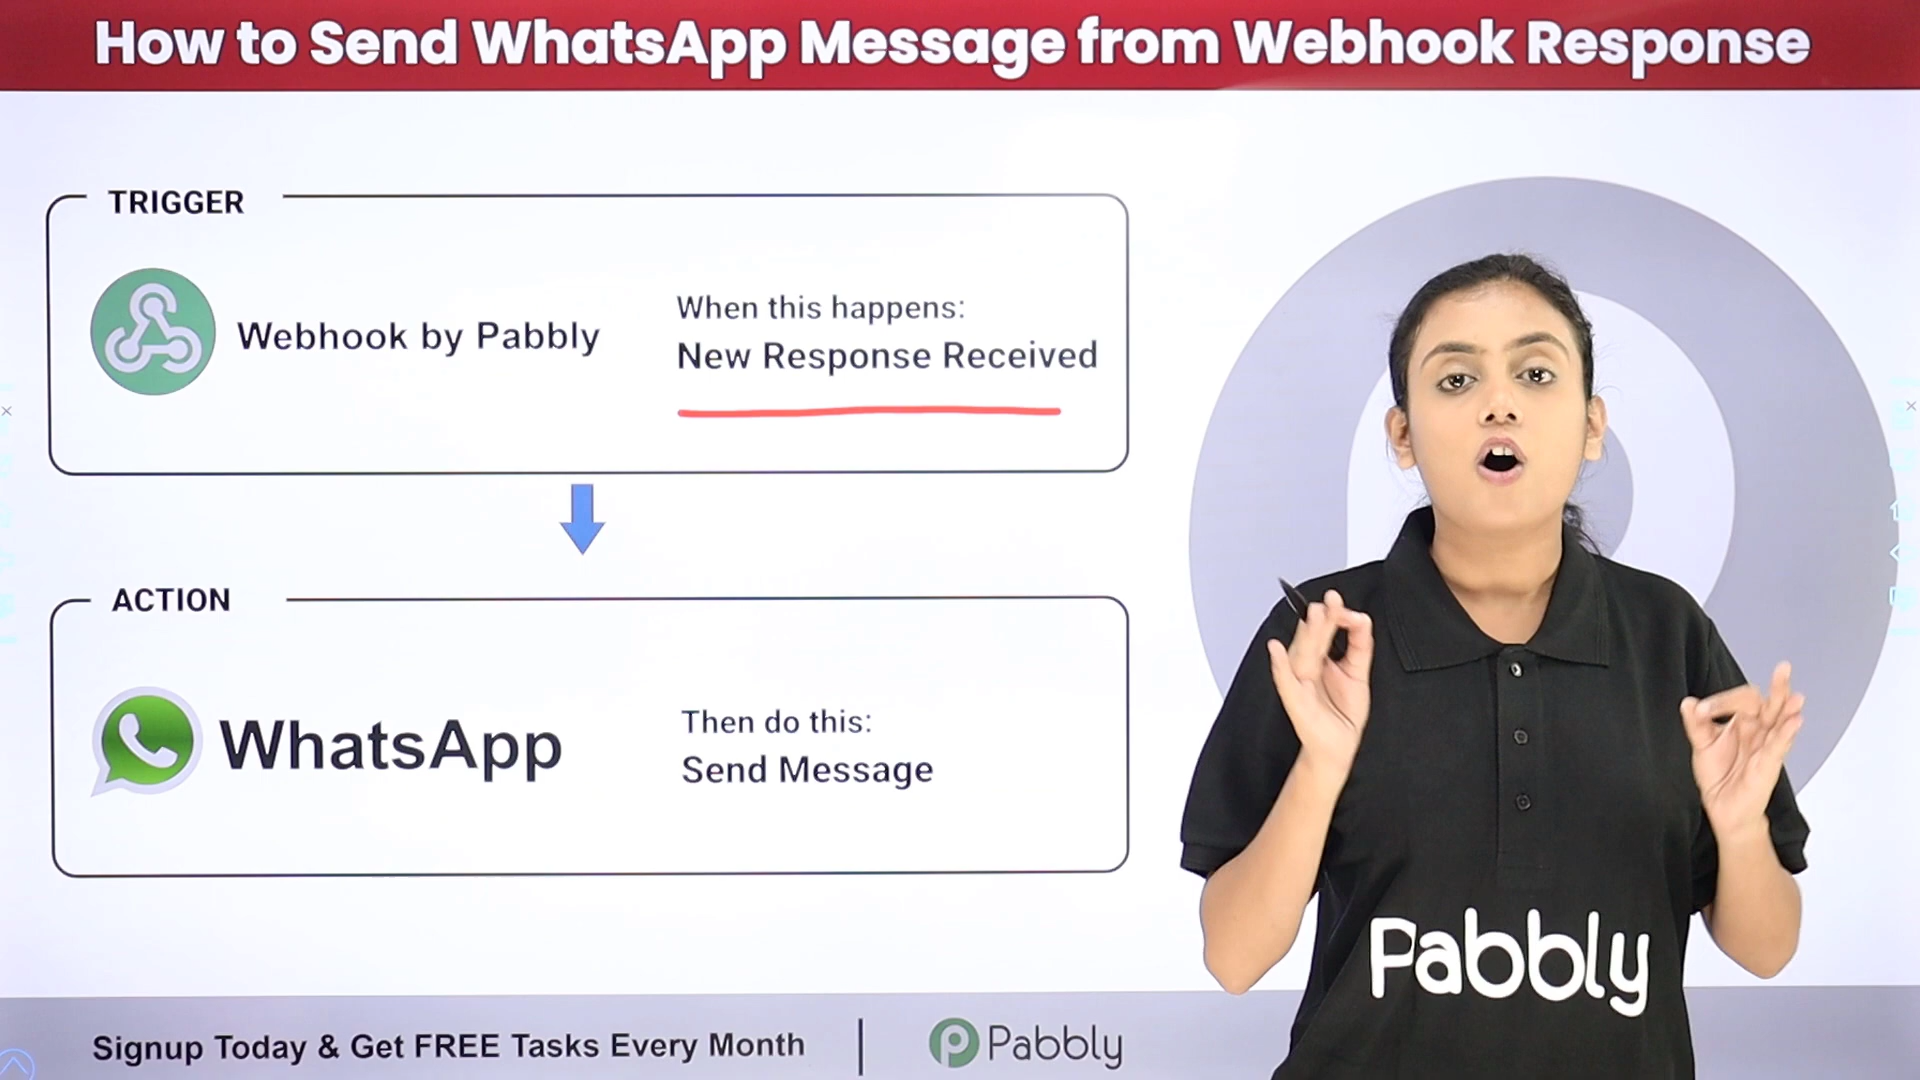 How to Send WhatsApp Message from Webhook Response
TRIGGER
Webhook by Pabbly
When this happens:
New Response Received
ACTION
WhatsApp
Then do this:
Send Message
Pabbly
Signup Today & Get FREE Tasks Every Month
Pabbly